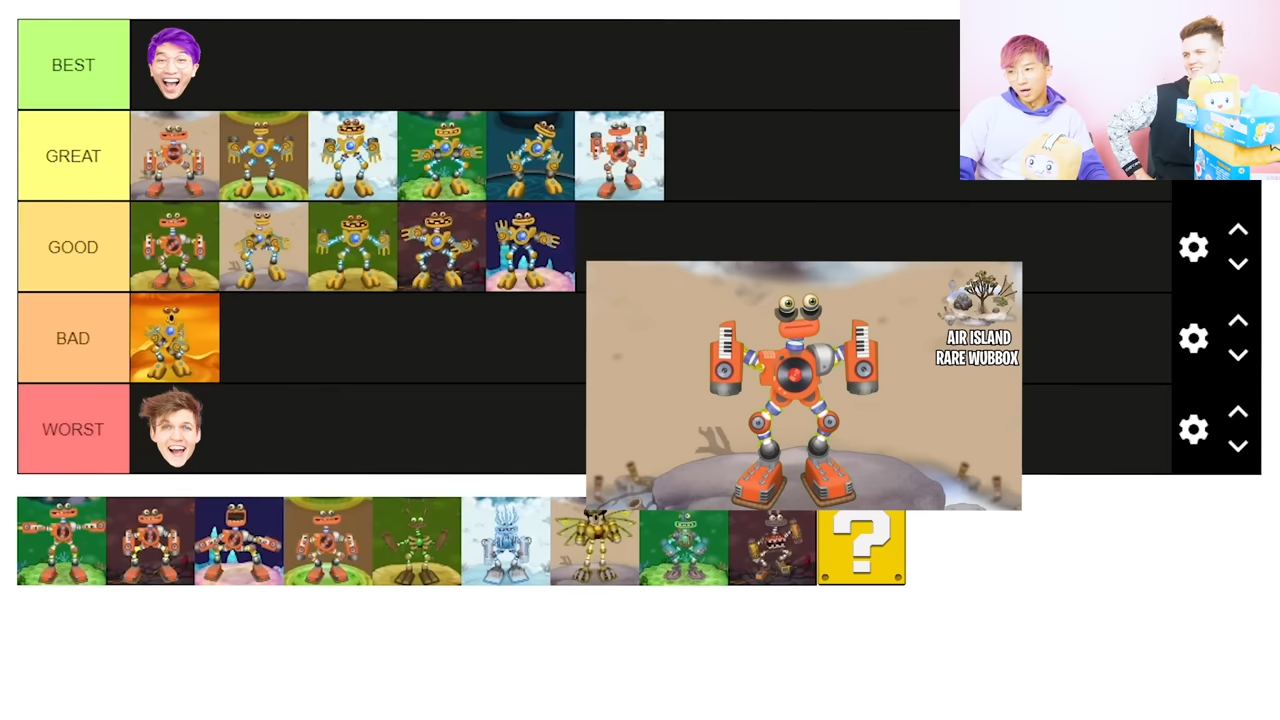 BEST
GREAT
GOOD
BAD
WORST
AIR ISLAND
RARE WUBBOX
?